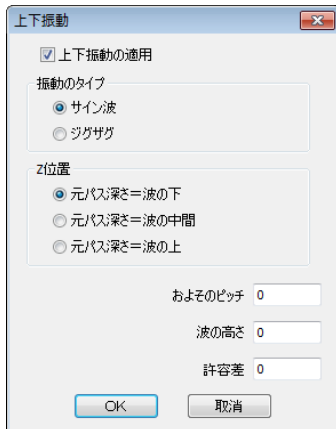 上下振動
上下振動の適用
振動のタイプ
サイン波
ジグザグ
Z位置
元パス深さ＝波の下
元パス深さ＝波の中間
元パス深さ＝波の上
およそのピッチ 0
波の高さ 0
許容差 0
OK 取消